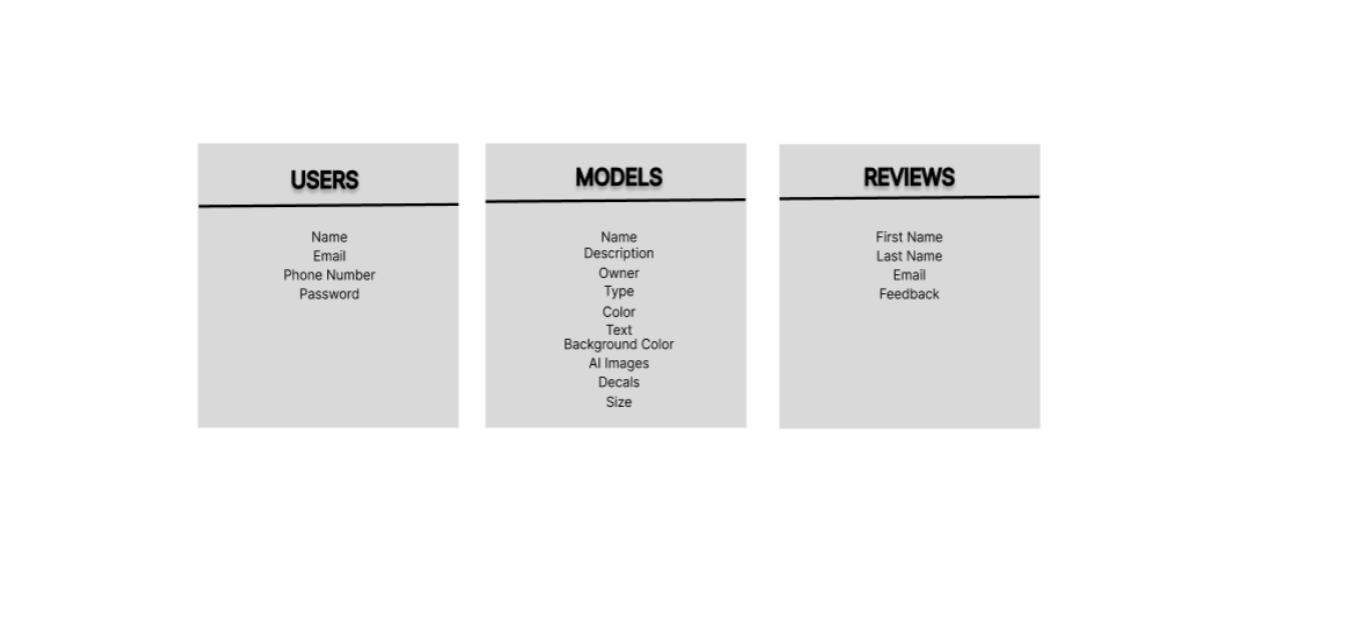 USERS
Name
Email
Phone Number
Password
MODELS
Name
Description
Owner
Type
Color
Text
Background Color
AI Images
Decals
Size
REVIEWS
First Name
Last Name
Email
Feedback